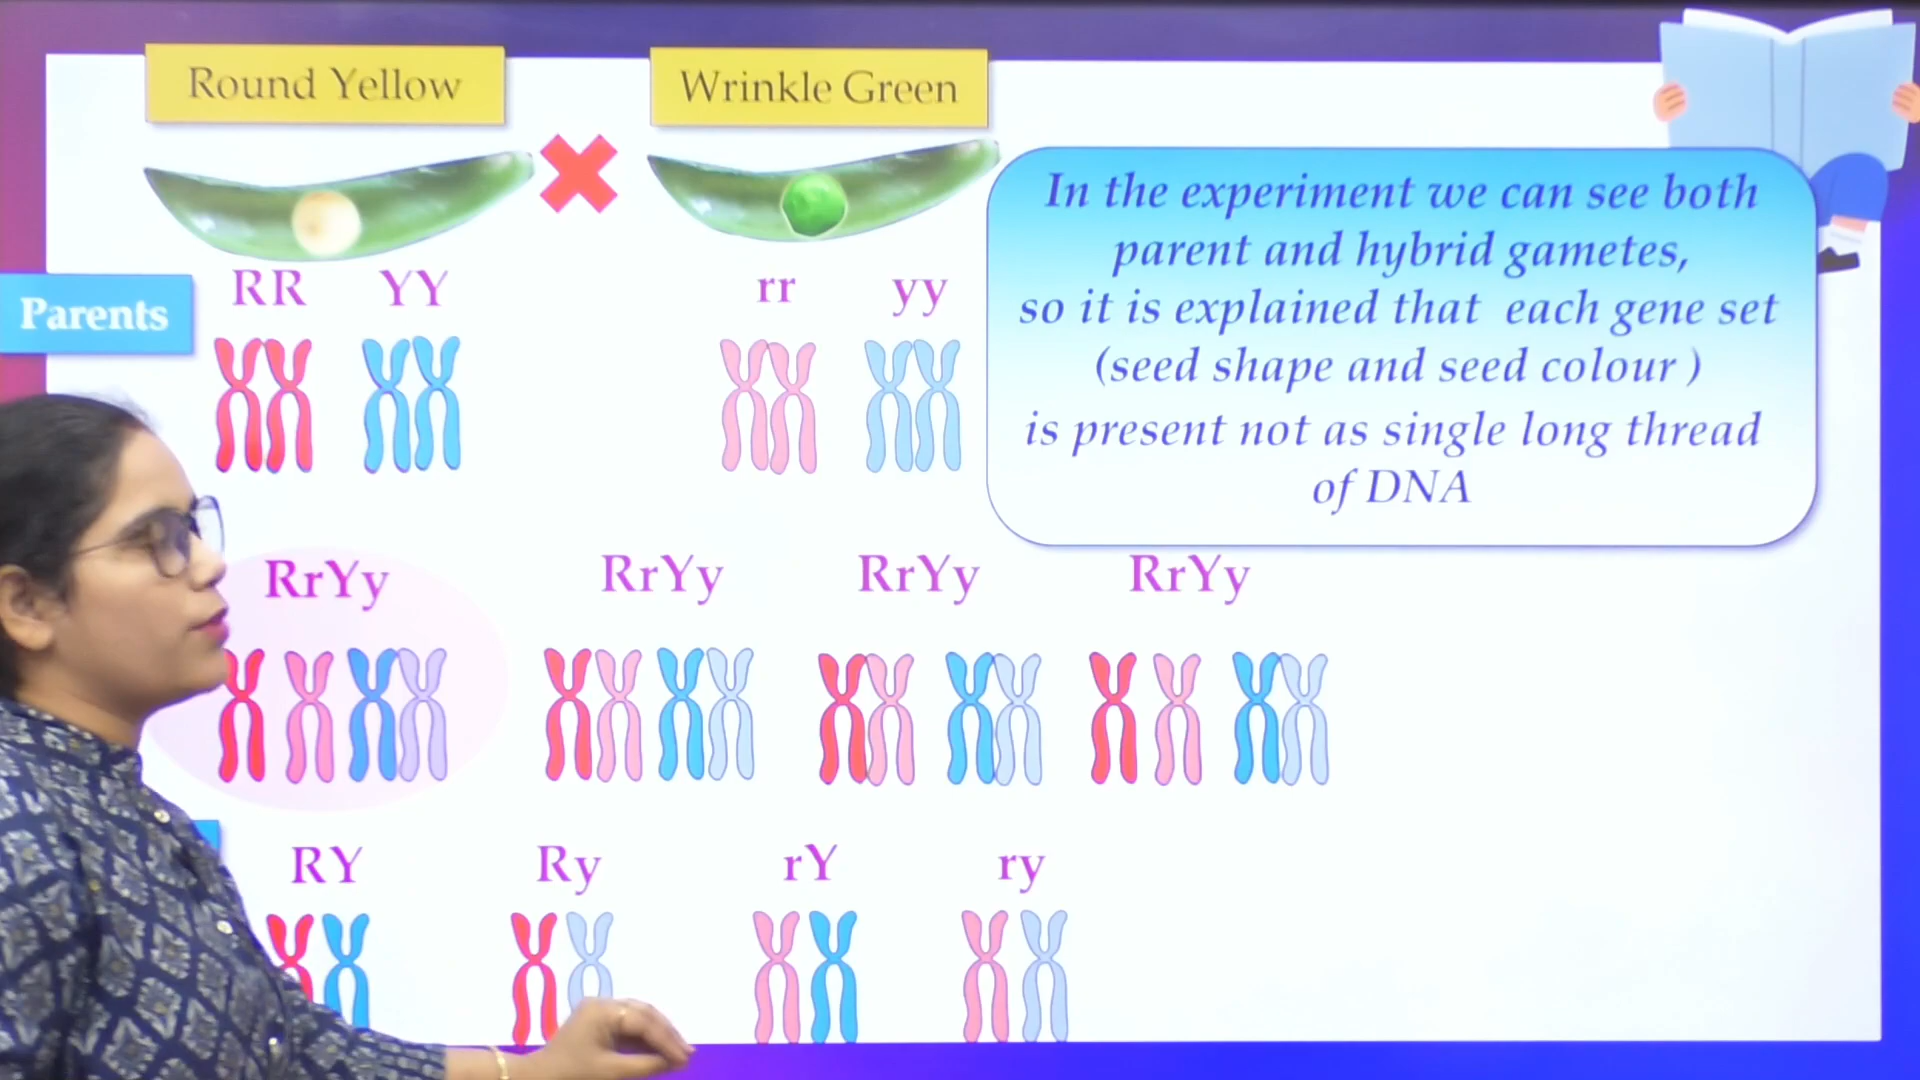 Round Yellow
Wrinkle Green
RR YY rr yy
Parents
In the experiment we can see both
parent and hybrid gametes,
so it is explained that each gene set
(seed shape and seed colour )
is present not as single long thread
of DNA
RrYy RrYy RrYy RrYy
RY Ry rY ry